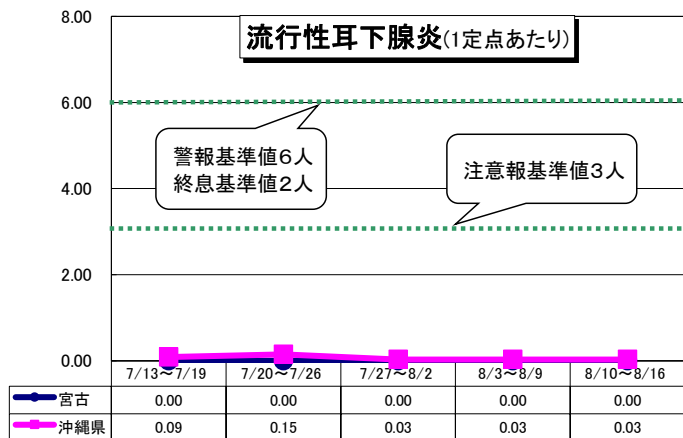 流行性耳下腺炎(1定点あたり)
8.00
6.00
4.00
2.00
0.00
警報基準値6人
終息基準値2人
注意報基準値3人
7/13～7/19 7/20～7/26 7/27～8/2 8/3～8/9 8/10～8/16
宮古 0.00 0.00 0.00 0.00 0.00
沖縄県 0.09 0.15 0.03 0.03 0.03